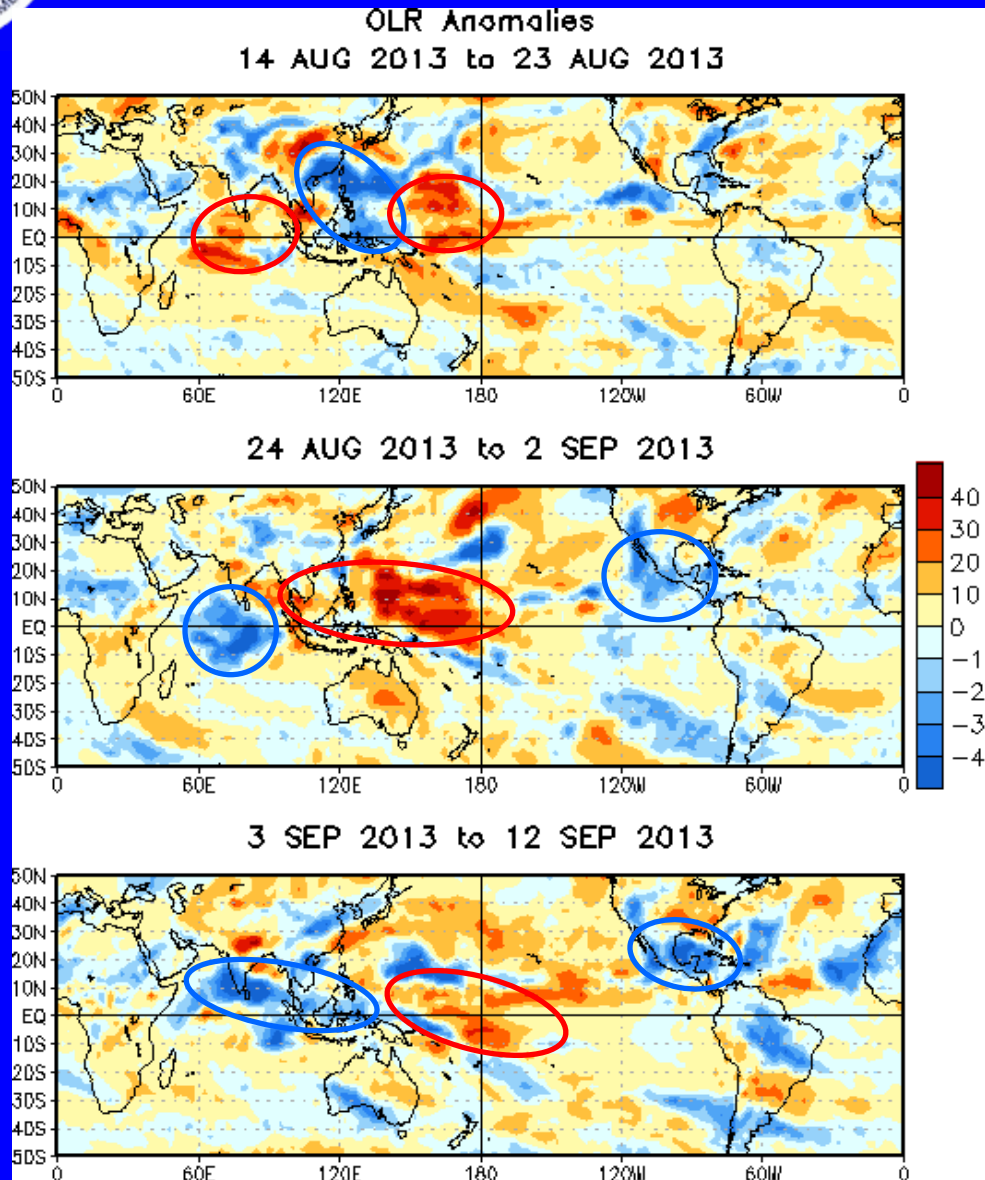 OLR Anomalies
14 AUG 2013 to 23 AUG 2013
50N
40N
30N
20N
10N
EQ
10S
20S
30S
40S
50S
0 60E 120E 180 120W 60W 0
24 AUG 2013 to 2 SEP 2013
50N
40N
30N
20N
10N
EQ
10S
20S
30S
40S
50S
0 60E 120E 180 120W 60W 0
40
30
20
10
0
−1
−2
−3
−4
3 SEP 2013 to 12 SEP 2013
50N
40N
30N
20N
10N
EQ
10S
20S
30S
40S
50S
0 60E 120E 180 120W 60W 0